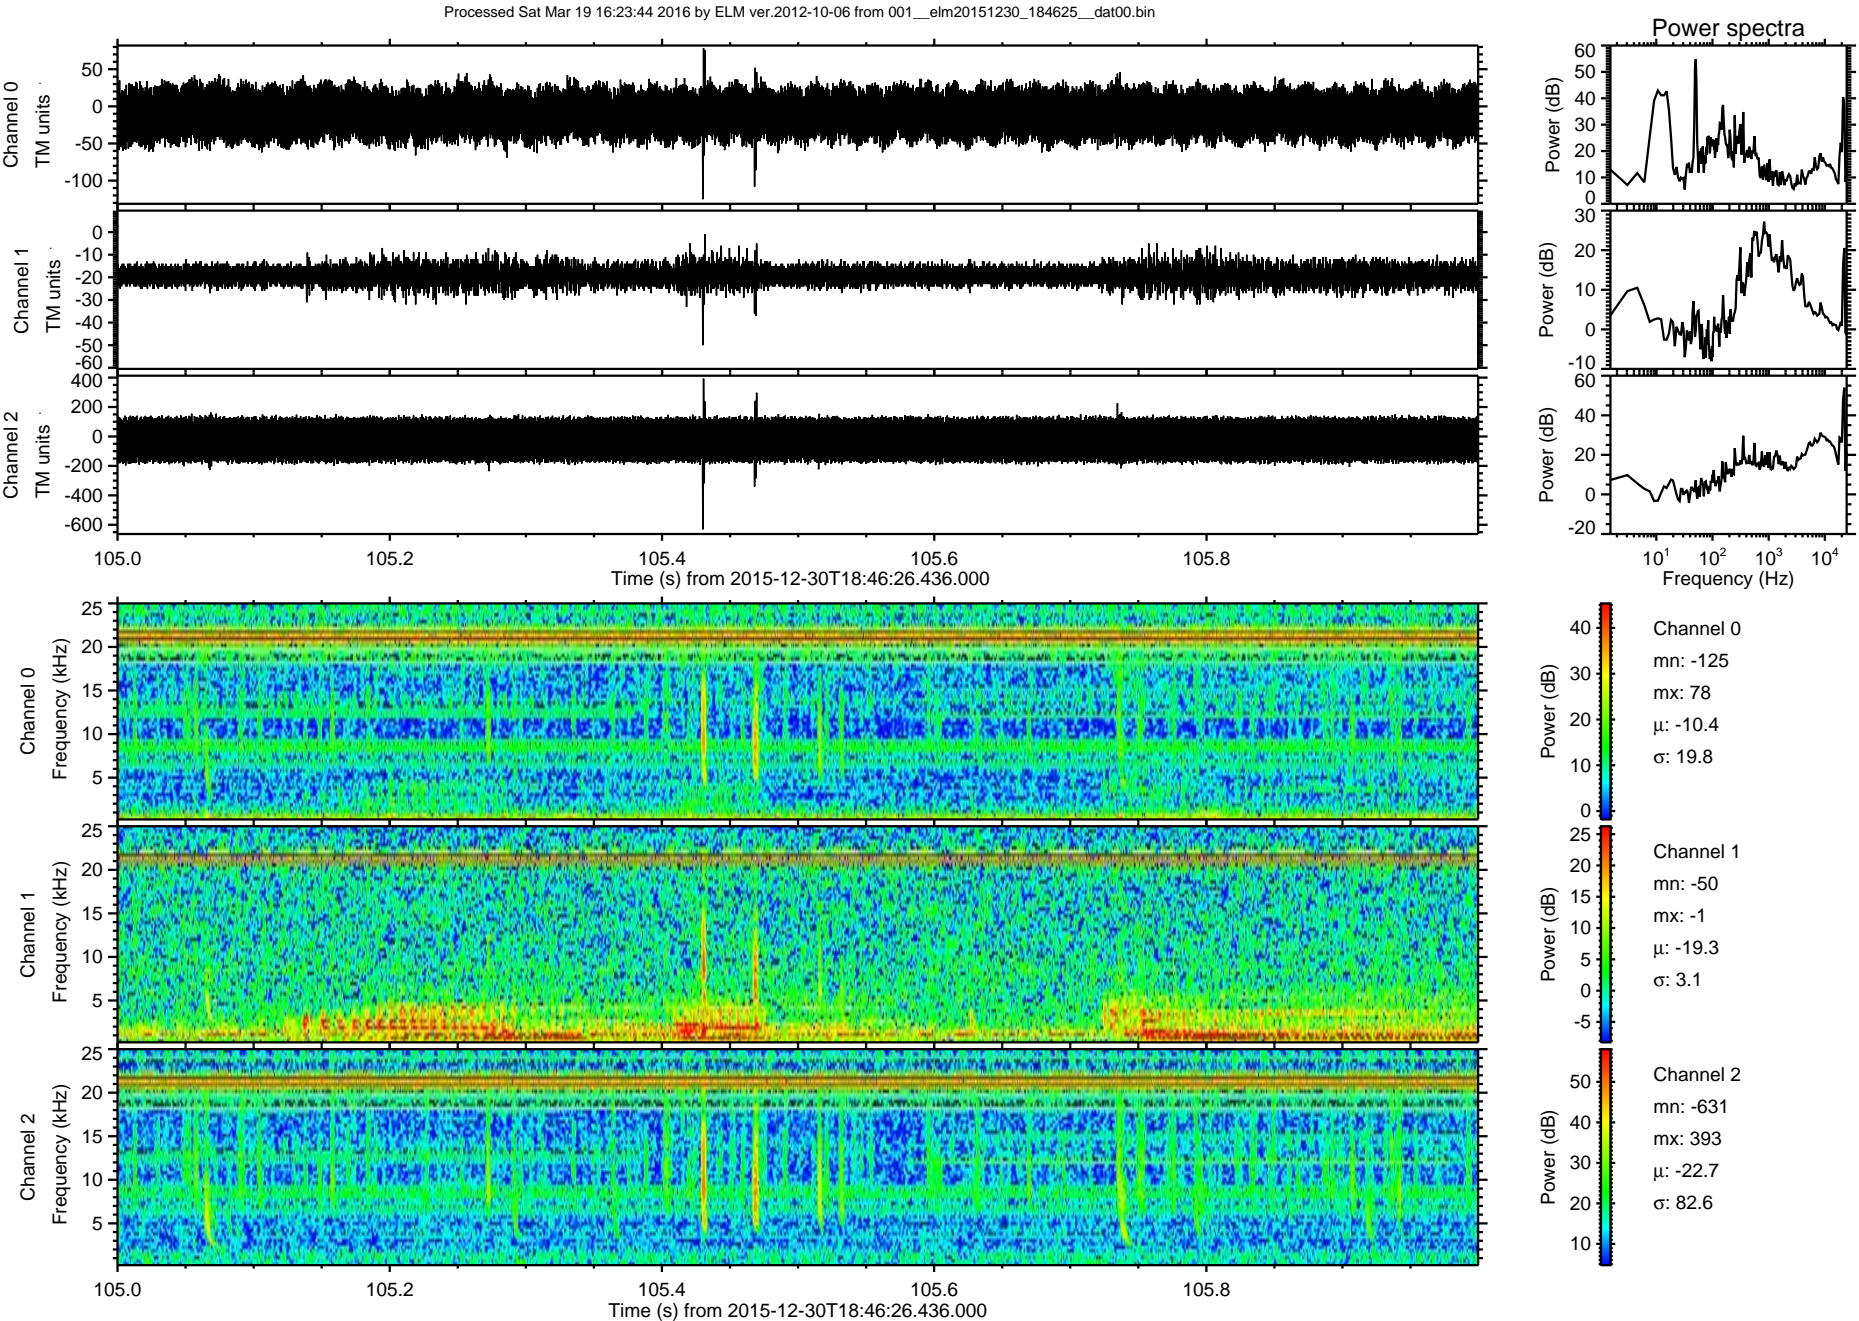 Processed Sat Mar 19 16:23:44 2016 by ELM ver.2012-10-06 from 001__elm20151230_184625__dat00.bin
Power spectra
Channel 0
TM units
50
0
-50
-100
Power (dB)
60
50
40
30
20
10
0
Channel 1
TM units
0
-10
-20
-30
-40
-50
-60
Power (dB)
30
20
10
0
-10
Channel 2
TM units
400
200
0
-200
-400
-600
Power (dB)
60
40
20
0
-20
105.0 105.2 105.4 105.6 105.8
Time (s) from 2015-12-30T18:46:26.436.000
10¹ 10² 10³ 10⁴
Frequency (Hz)
Channel 0
Frequency (kHz)
25
20
15
10
5
Power (dB)
40
30
20
10
0
Channel 0
mn: -125
mx: 78
μ: -10.4
σ: 19.8
Channel 1
Frequency (kHz)
25
20
15
10
5
Power (dB)
25
20
15
10
5
0
-5
Channel 1
mn: -50
mx: -1
μ: -19.3
σ: 3.1
Channel 2
Frequency (kHz)
25
20
15
10
5
Power (dB)
50
40
30
20
10
Channel 2
mn: -631
mx: 393
μ: -22.7
σ: 82.6
105.0 105.2 105.4 105.6 105.8
Time (s) from 2015-12-30T18:46:26.436.000